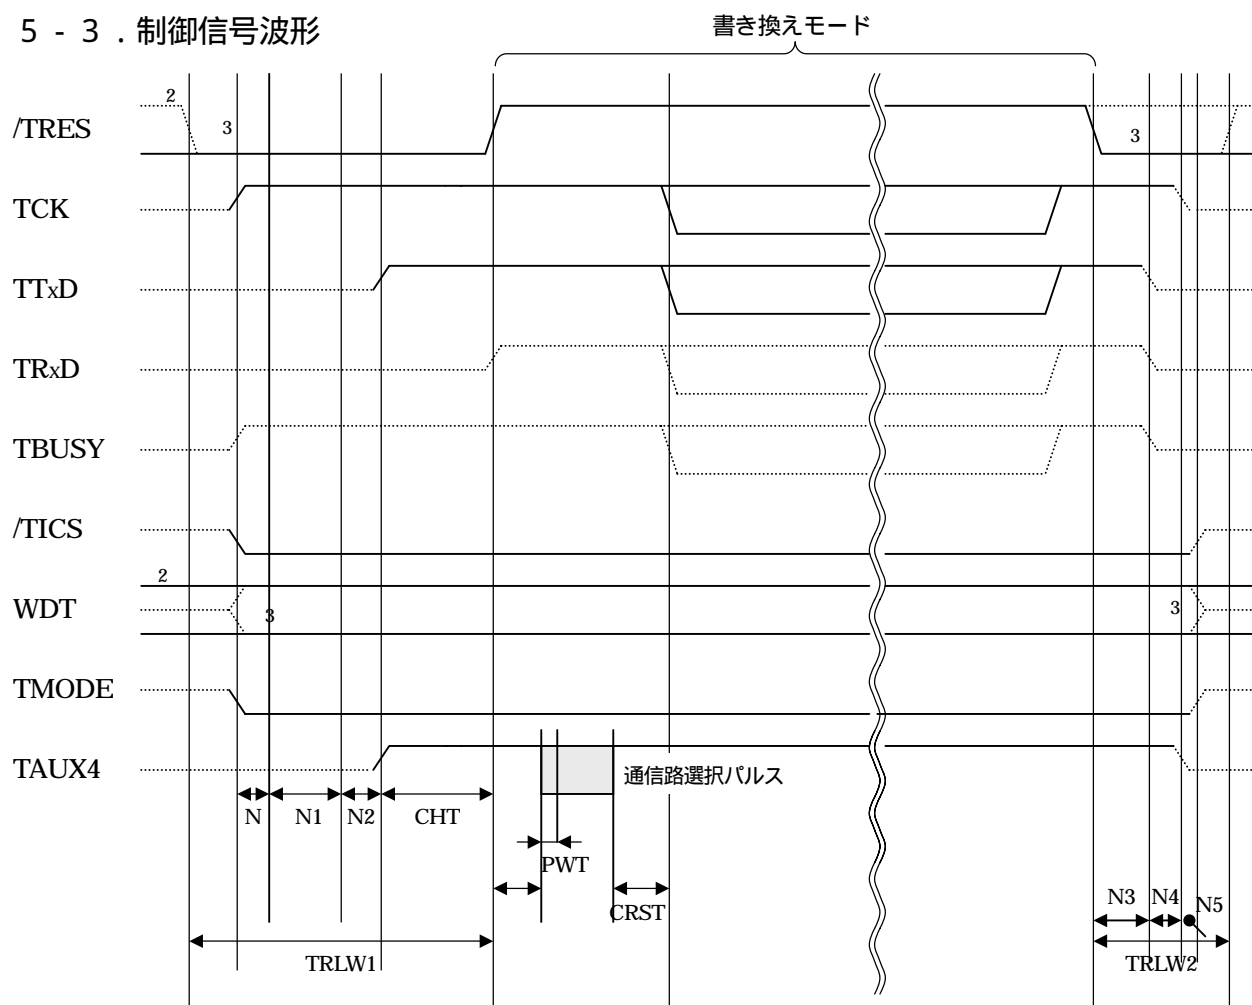 ５－３．制御信号波形
書き換えモード
2
/TRES
3
3
TCK
TTxD
TRxD
TBUSY
/TICS
2
WDT
3
3
TMODE
TAUX4
通信路選択パルス
N
N1
N2
CHT
PWT
CRST
N3
N4
N5
TRLW1
TRLW2